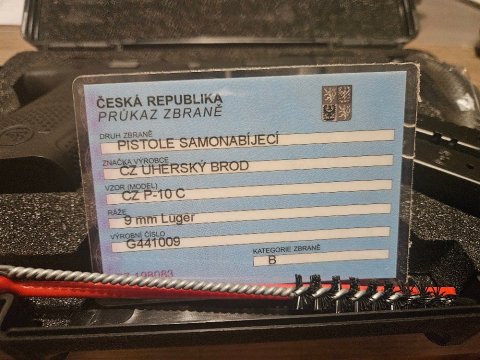 ČESKÁ REPUBLIKA
PRŮKAZ ZBRANĚ
DRUH ZBRANĚ
PISTOLE SAMONABÍJECÍ
ZNAČKA VÝROBCE
CZ UHERSKÝ BROD
VZOR (MODEL)
CZ P-10 C
RÁŽE
9 mm Luger
VÝROBNÍ ČÍSLO
G441009
KATEGORIE ZBRANĚ
B
198083